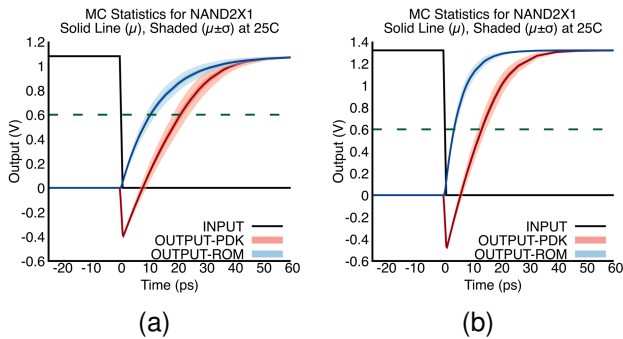 MC Statistics for NAND2X1
Solid Line (μ), Shaded (μ±σ) at 25C
1.2
1
0.8
0.6
0.4
0.2
0
-0.2
-0.4
-0.6
Output (V)
INPUT
OUTPUT-PDK
OUTPUT-ROM
-20 -10 0 10 20 30 40 50 60
Time (ps)
(a)
MC Statistics for NAND2X1
Solid Line (μ), Shaded (μ±σ) at 25C
1.4
1.2
1
0.8
0.6
0.4
0.2
0
-0.2
-0.4
-0.6
Output (V)
INPUT
OUTPUT-PDK
OUTPUT-ROM
-20 -10 0 10 20 30 40 50 60
Time (ps)
(b)